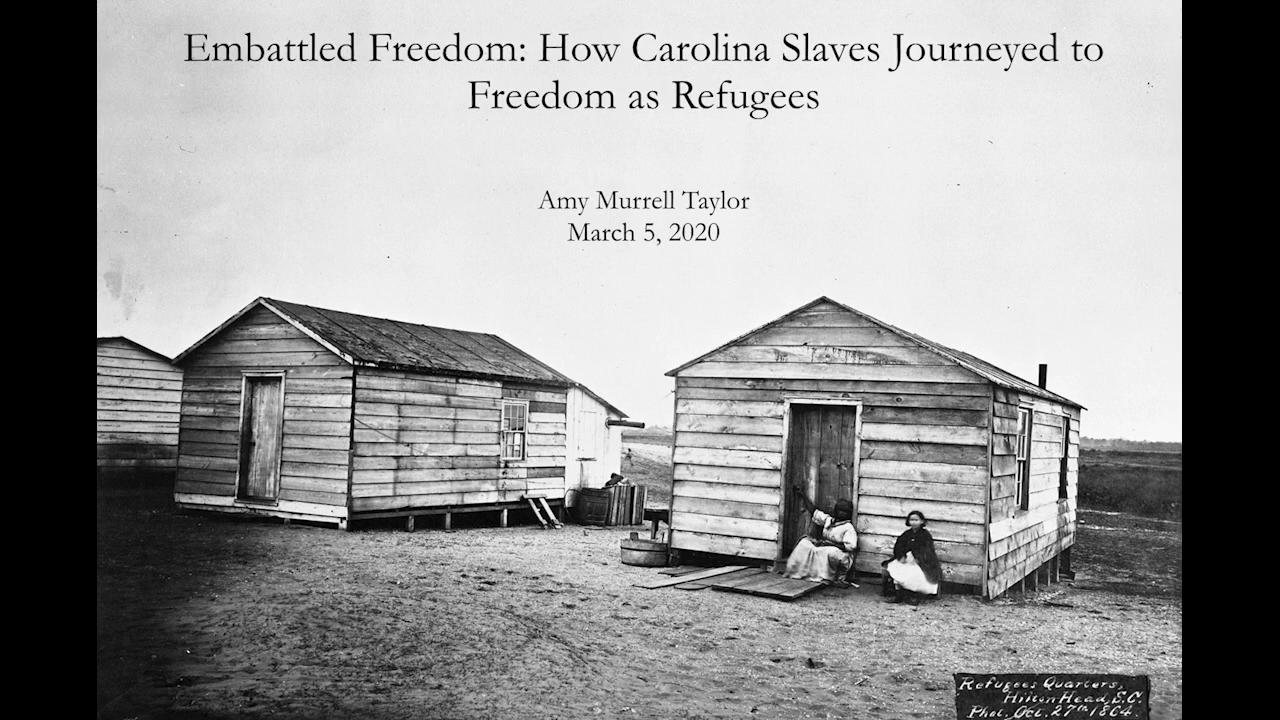 Embattled Freedom: How Carolina Slaves Journeyed to
Freedom as Refugees
Amy Murrell Taylor
March 5, 2020
Refugees Quarters,
Hilton Head, S.C.
Phot. Oct. 27th 1864.